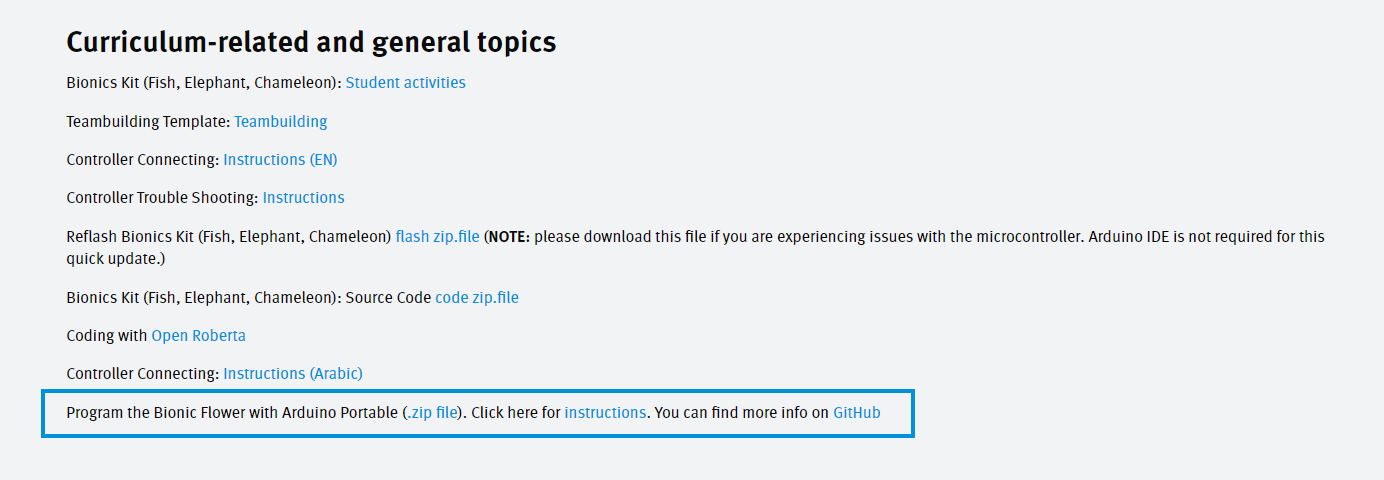 Curriculum-related and general topics
Bionics Kit (Fish, Elephant, Chameleon): Student activities
Teambuilding Template: Teambuilding
Controller Connecting: Instructions (EN)
Controller Trouble Shooting: Instructions
Reflash Bionics Kit (Fish, Elephant, Chameleon) flash zip.file (NOTE: please download this file if you are experiencing issues with the microcontroller. Arduino IDE is not required for this
quick update.)
Bionics Kit (Fish, Elephant, Chameleon): Source Code code zip.file
Coding with Open Roberta
Controller Connecting: Instructions (Arabic)
Program the Bionic Flower with Arduino Portable (.zip file). Click here for instructions. You can find more info on GitHub